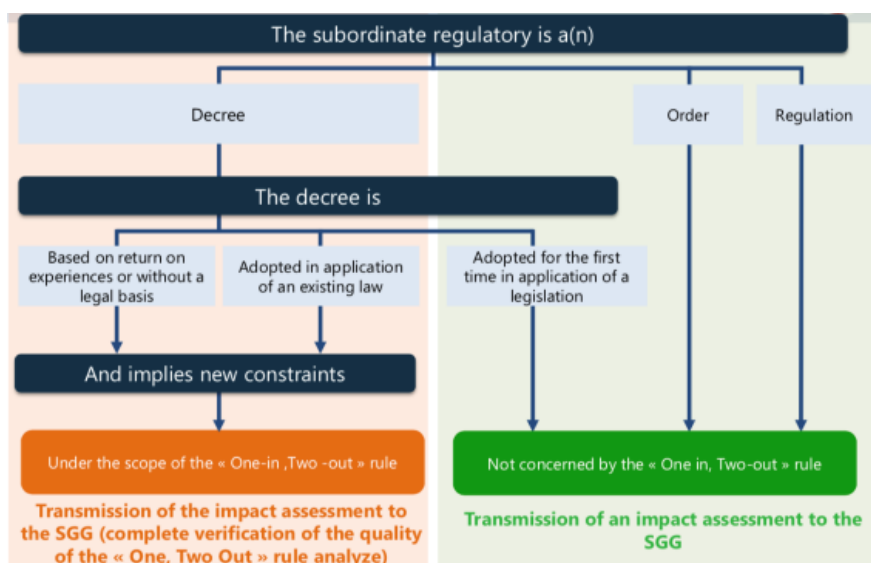 The subordinate regulatory is a(n)
Decree
Order
Regulation
The decree is
Based on return on
experiences or without a
legal basis
Adopted in application
of an existing law
Adopted for the first
time in application of a
legislation
And implies new constraints
Under the scope of the « One-in ,Two -out » rule
Not concerned by the « One in, Two-out » rule
Transmission of the impact assessment to
the SGG (complete verification of the quality
of the « One, Two Out » rule analyze)
Transmission of an impact assessment to the
SGG